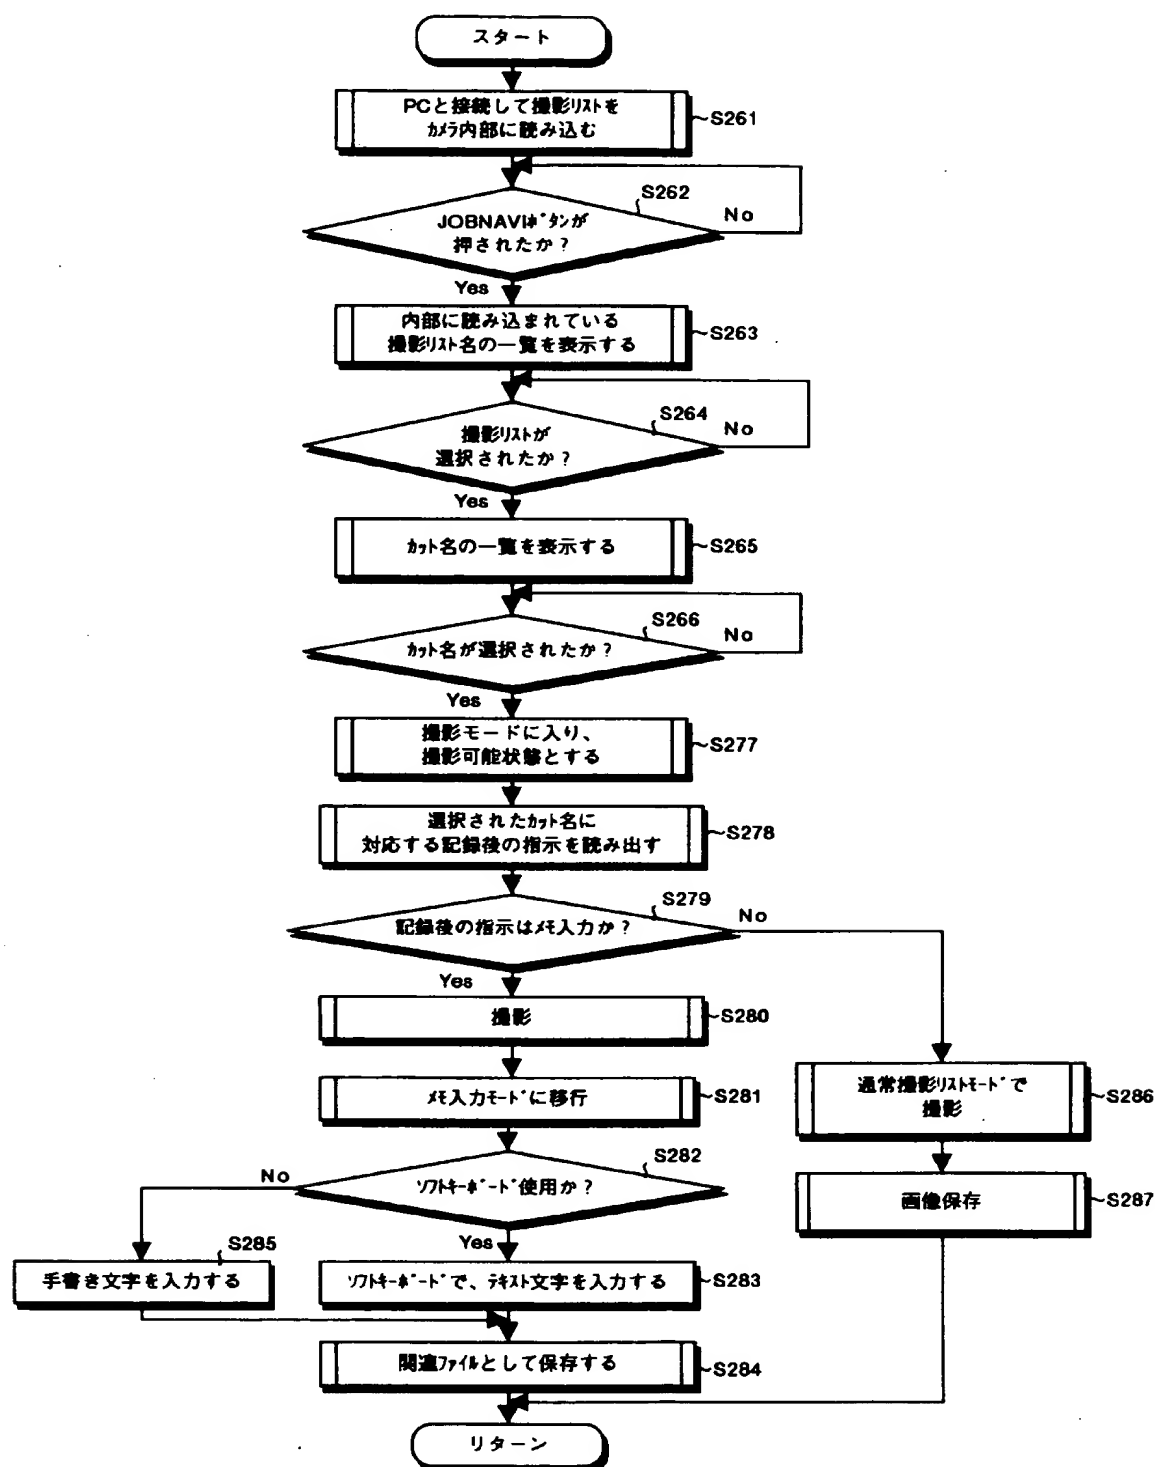 スタート
PCと接続して撮影リストを
カメラ内部に読み込む
S261
S262
JOBNAVIボタンが
押されたか?
No
Yes
内部に読み込まれている
撮影リスト名の一覧を表示する
S263
S264
撮影リストが
選択されたか?
No
Yes
カット名の一覧を表示する
S265
S266
カット名が選択されたか?
No
Yes
撮影モードに入り、
撮影可能状態とする
S277
選択されたカット名に
対応する記録後の指示を読み出す
S278
S279
記録後の指示はメモ入力か?
No
Yes
撮影
S280
通常撮影リストモードで
撮影
S286
メモ入力モードに移行
S281
S282
ソフトキーボード使用か?
No
Yes
画像保存
S287
S285
手書き文字を入力する
ソフトキーボードで、テキスト文字を入力する
S283
関連ファイルとして保存する
S284
リターン